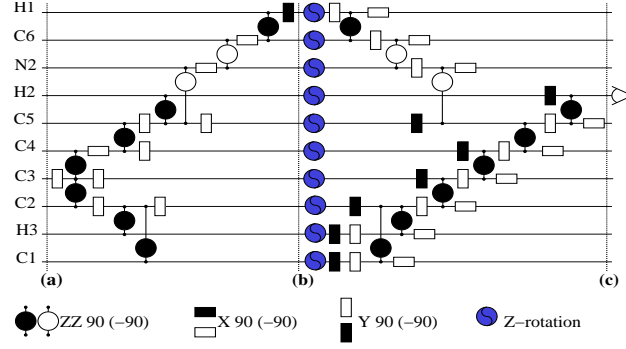 H1
C6
N2
H2
C5
C4
C3
C2
H3
C1
(a) (b) (c)
ZZ 90 (−90) X 90 (−90) Y 90 (−90) Z−rotation